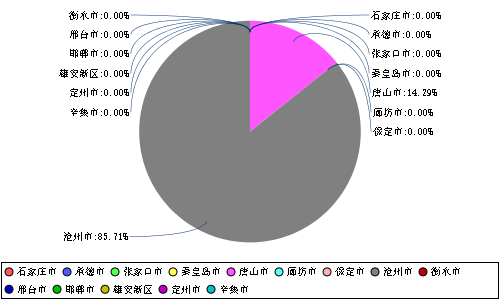 衡水市:0.00%
石家庄市:0.00%
邢台市:0.00%
承德市:0.00%
邯郸市:0.00%
张家口市:0.00%
雄安新区:0.00%
秦皇岛市:0.00%
定州市:0.00%
唐山市:14.29%
辛集市:0.00%
廊坊市:0.00%
保定市:0.00%
沧州市:85.71%
石家庄市 承德市 张家口市 秦皇岛市 唐山市 廊坊市 保定市 沧州市 衡水市
邢台市 邯郸市 雄安新区 定州市 辛集市